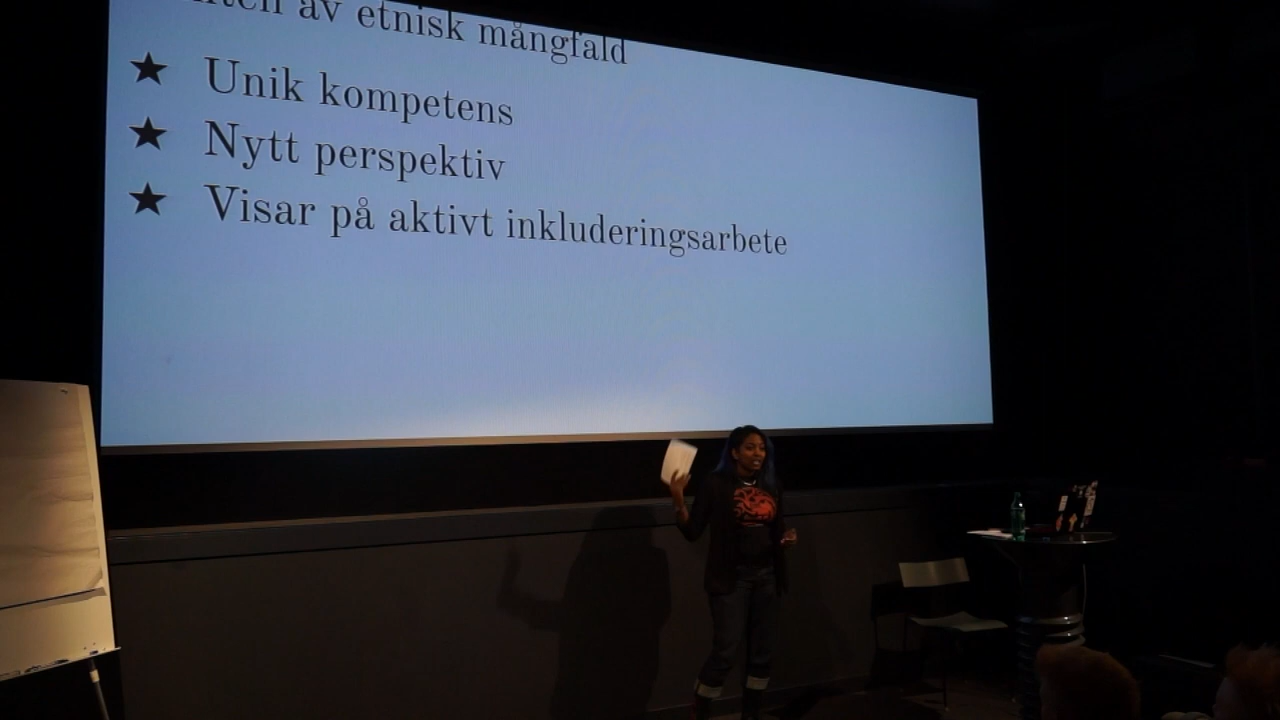 av etnisk mångfald
★ Unik kompetens
★ Nytt perspektiv
★ Visar på aktivt inkluderingsarbete